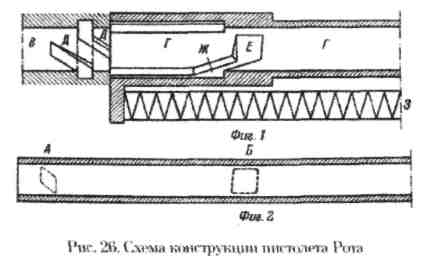 В Д Д Г Ж Е Г
З
Фиг. 1
А Б
Фиг. 2
Рис. 26. Схема конструкции пистолета Рота